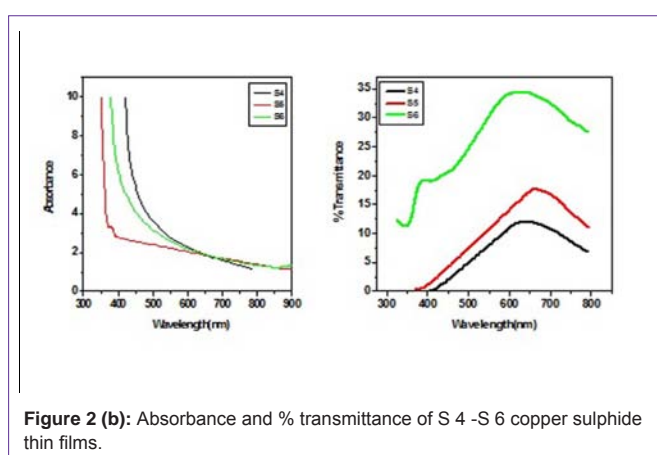 10
8
6
4
2
0
300 400 500 600 700 800 900
Absorbance
Wavelength(nm)
S4
S5
S6
35
30
25
20
15
10
5
0
300 400 500 600 700 800
% Transmittance
Wavelength(nm)
S4
S5
S6
Figure 2 (b): Absorbance and % transmittance of S 4 -S 6 copper sulphide
thin films.